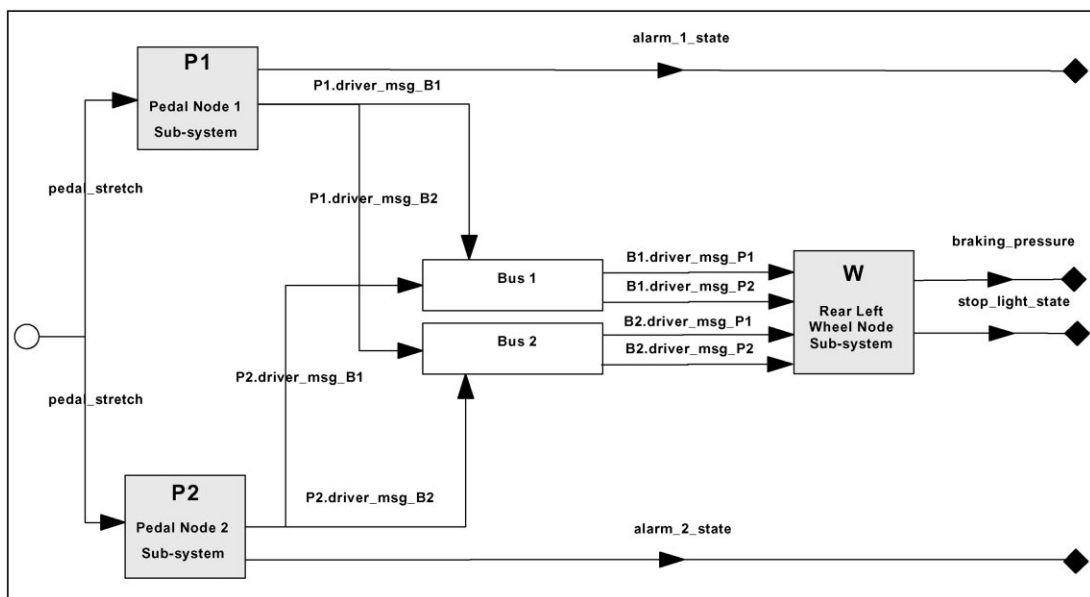 alarm_1_state
P1
Pedal Node 1
Sub-system
P1.driver_msg_B1
pedal_stretch
P1.driver_msg_B2
braking_pressure
B1.driver_msg_P1
W
Bus 1
B1.driver_msg_P2
stop_light_state
Rear Left
Wheel Node
Sub-system
B2.driver_msg_P1
Bus 2
B2.driver_msg_P2
P2.driver_msg_B1
pedal_stretch
P2
P2.driver_msg_B2
Pedal Node 2
Sub-system
alarm_2_state